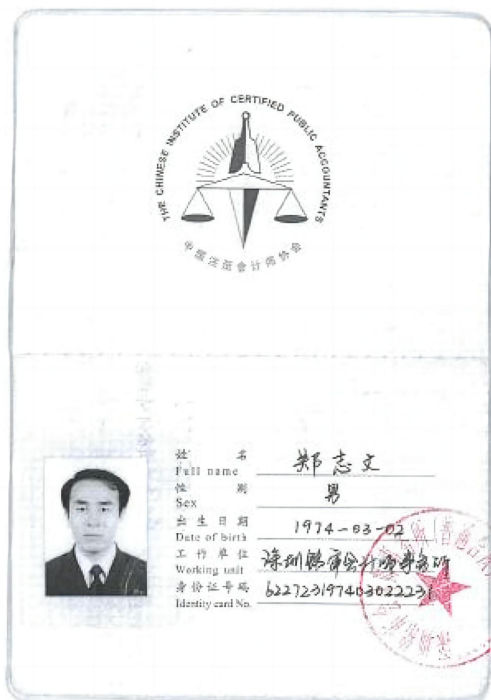 THE CHINESE INSTITUTE OF CERTIFIED PUBLIC ACCOUNTANTS
中国注册会计师协会
姓 名 郑志文
Full name
性 别 男
Sex
出生日期 1974-03-02
Date of birth
工作单位 深圳鹏审会计师事务所
Working unit
身份证号码 622723197403022231
Identity card No.